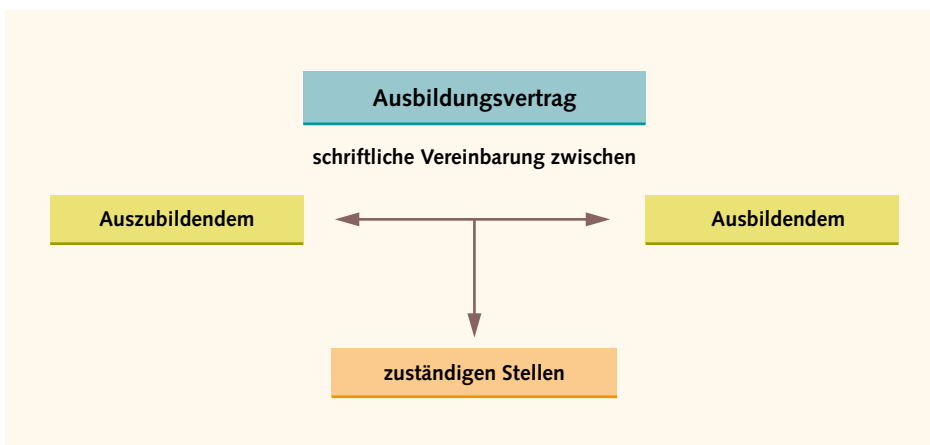 Ausbildungsvertrag
schriftliche Vereinbarung zwischen
Auszubildendem
Ausbildendem
zuständigen Stellen